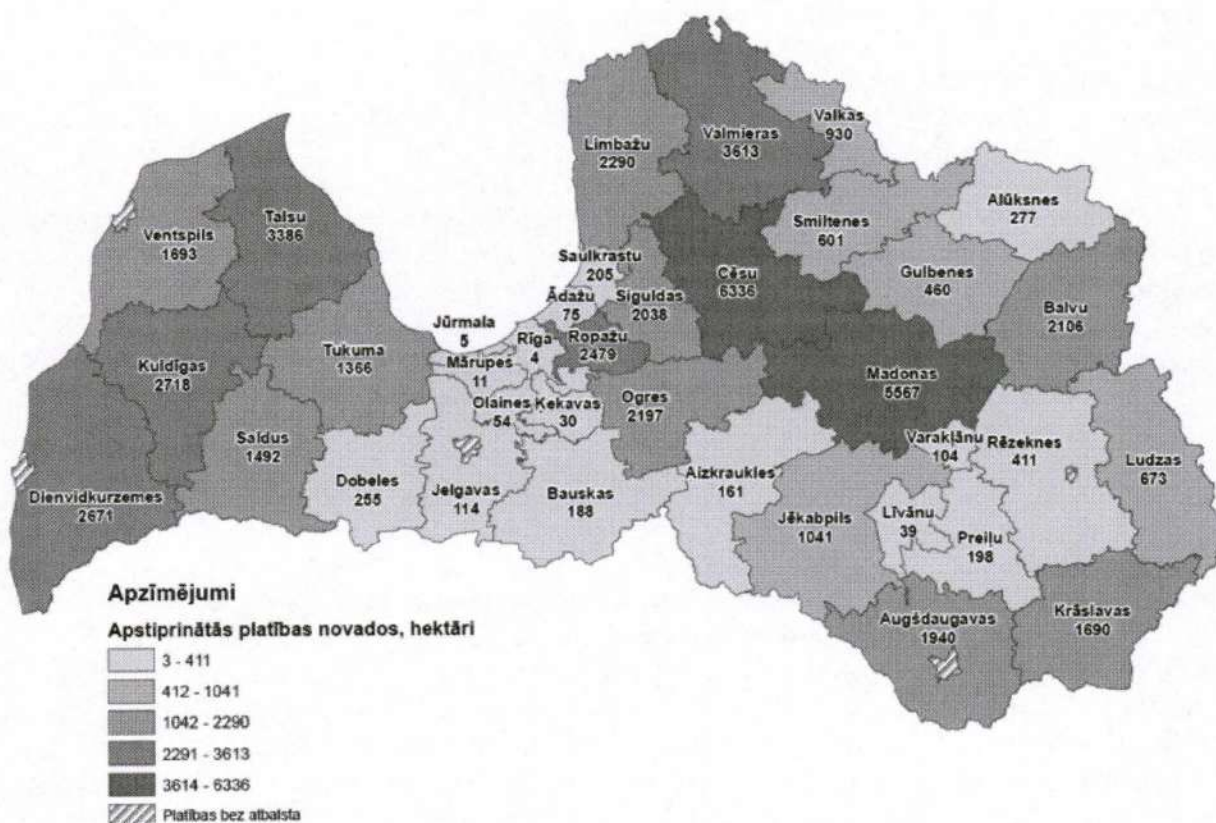 Limbažu
2290
Valmieras
3613
Valkas
930
Alūksnes
277
Smiltenes
601
Gulbenes
460
Balvu
2106
Ventspils
1693
Talsu
3386
Saulkrastu
205
Cēsu
6336
Ādažu
75
Siguldas
2038
Jūrmala
5
Rīga
4
Ropažu
2479
Mārupes
11
Tukuma
1366
Kuldīgas
2718
Madonas
5567
Olaines
54
Ķekavas
30
Ogres
2197
Saldus
1492
Varakļānu
104
Rēzeknes
411
Ludzas
673
Dienvidkurzemes
2671
Dobeles
255
Jelgavas
114
Bauskas
188
Aizkraukles
161
Jēkabpils
1041
Līvānu
39
Preiļu
198
Augšdaugavas
1940
Krāslavas
1690
Apzīmējumi
Apstiprinātās platības novados, hektāri
3 - 411
412 - 1041
1042 - 2290
2291 - 3613
3614 - 6336
Platības bez atbalsta